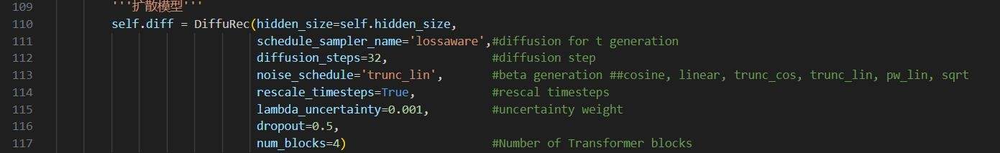 109 '''扩散模型'''
110 self.diff = DiffuRec(hidden_size=self.hidden_size,
111 schedule_sampler_name='lossaware',#diffusion for t generation
112 diffusion_steps=32, #diffusion step
113 noise_schedule='trunc_lin', #beta generation ##cosine, linear, trunc_cos, trunc_lin, pw_lin, sqrt
114 rescale_timesteps=True, #rescal timesteps
115 lambda_uncertainty=0.001, #uncertainty weight
116 dropout=0.5,
117 num_blocks=4) #Number of Transformer blocks